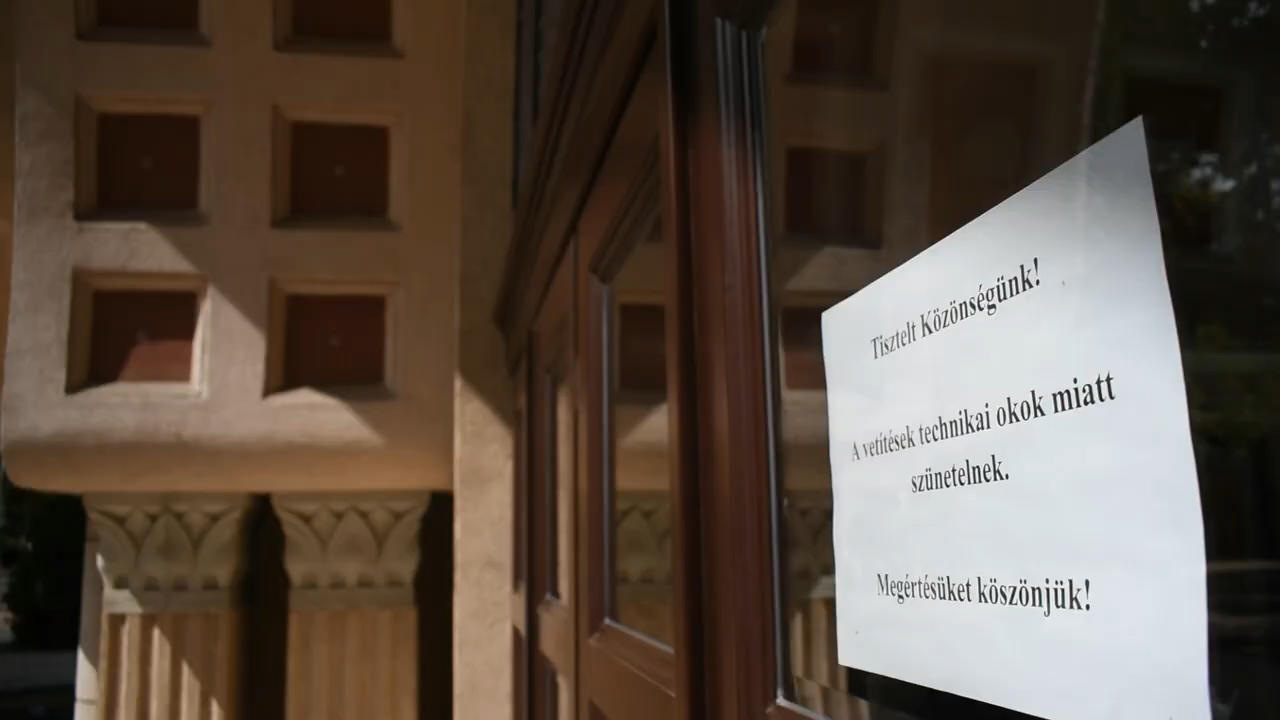 Tisztelt Közönségünk!
A vetítések technikai okok miatt
szünetelnek.
Megértésüket köszönjük!